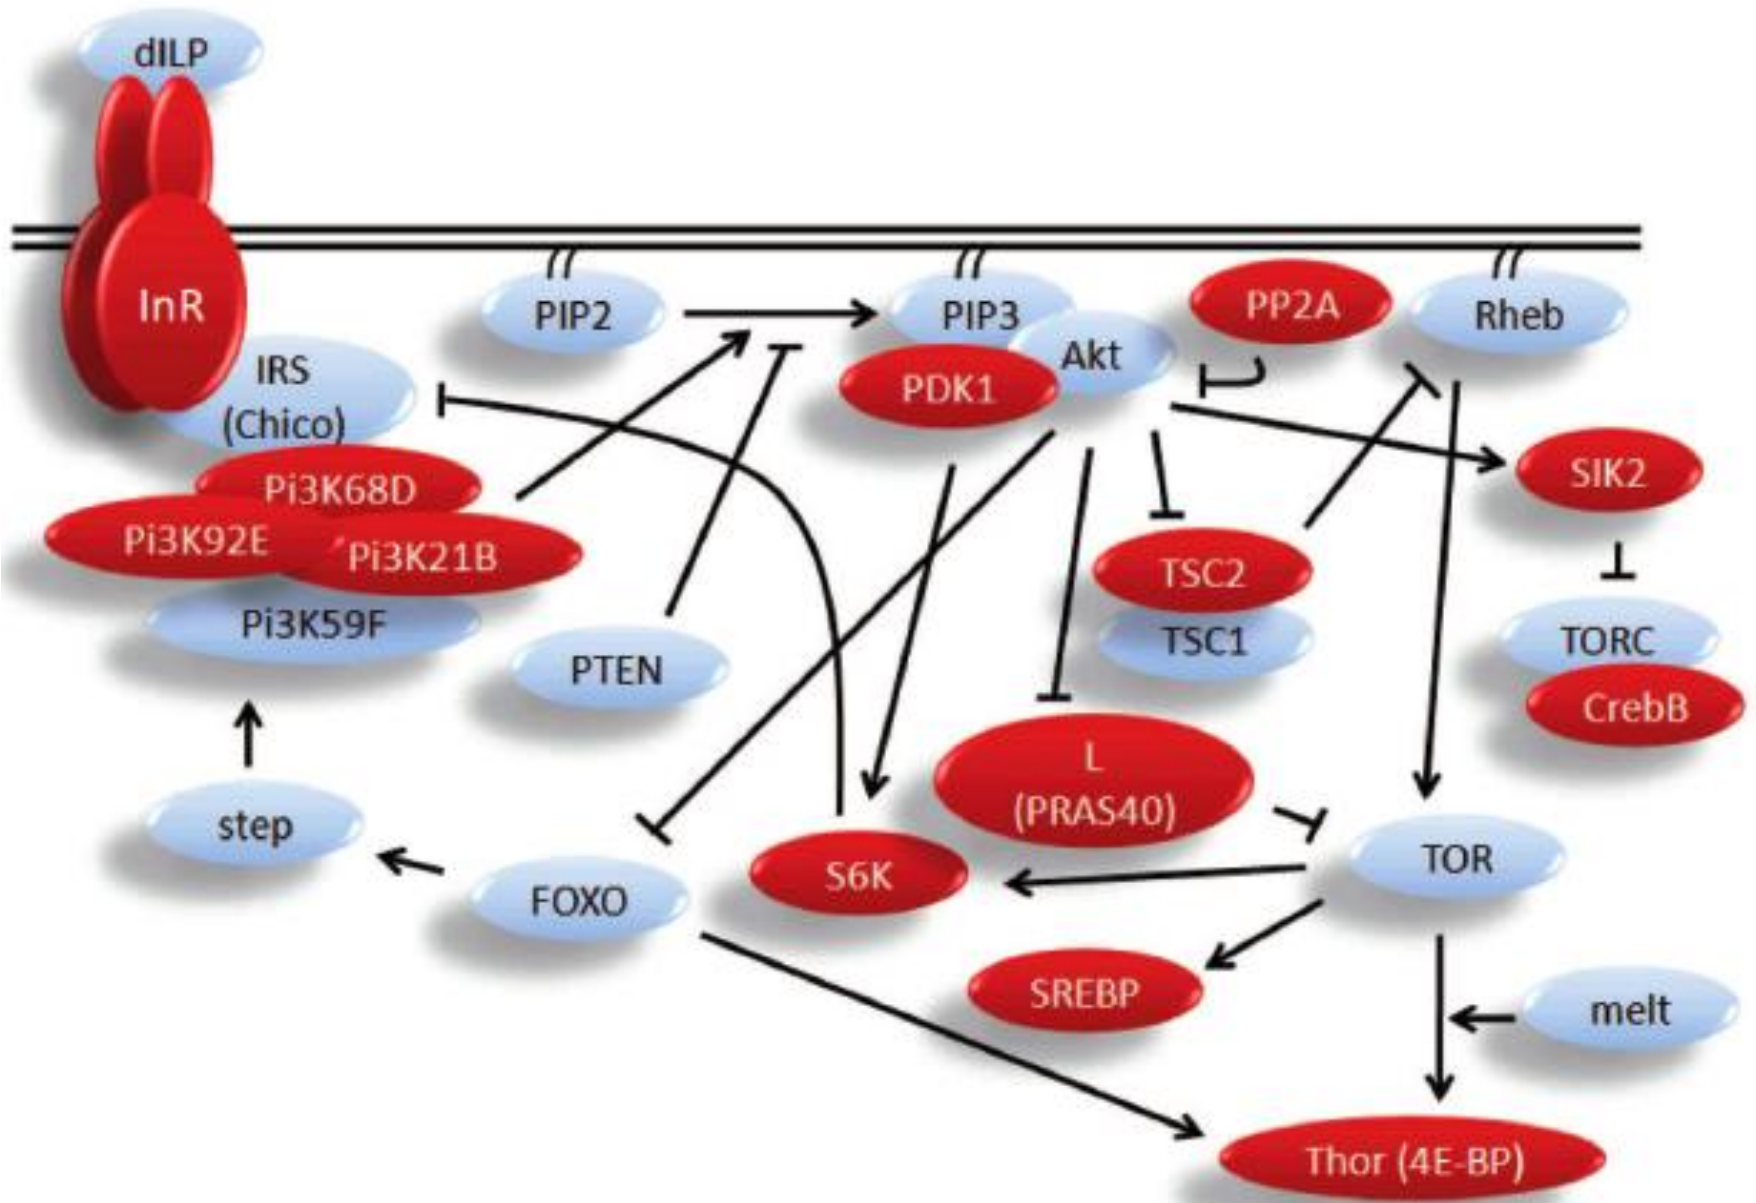 dILP
InR
PIP2
PIP3
PP2A
Rheb
Akt
IRS
(Chico)
PDK1
SIK2
Pi3K68D
Pi3K92E
Pi3K21B
TSC2
Pi3K59F
PTEN
TSC1
TORC
CrebB
L
(PRAS40)
step
S6K
TOR
FOXO
SREBP
melt
Thor (4E-BP)